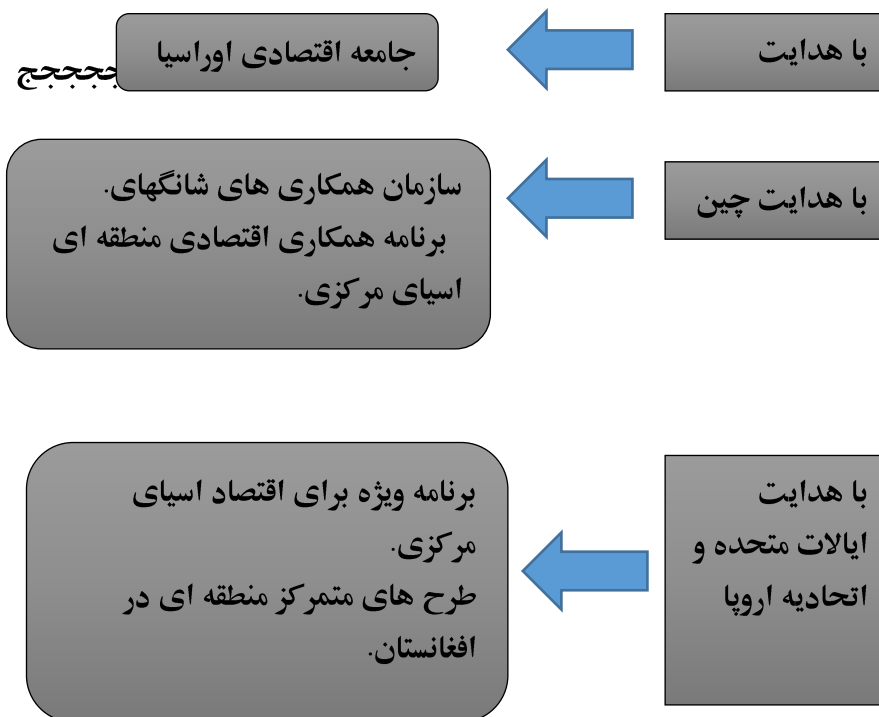 با هدایت
جامعه اقتصادی اوراسیا
جججججج
با هدایت چین
سازمان همکاری های شانگهای.
برنامه همکاری اقتصادی منطقه ای
اسیای مرکزی.
با هدایت
ایالات متحده و
اتحادیه اروپا
برنامه ویژه برای اقتصاد اسیای
مرکزی.
طرح های متمرکز منطقه ای در
افغانستان.